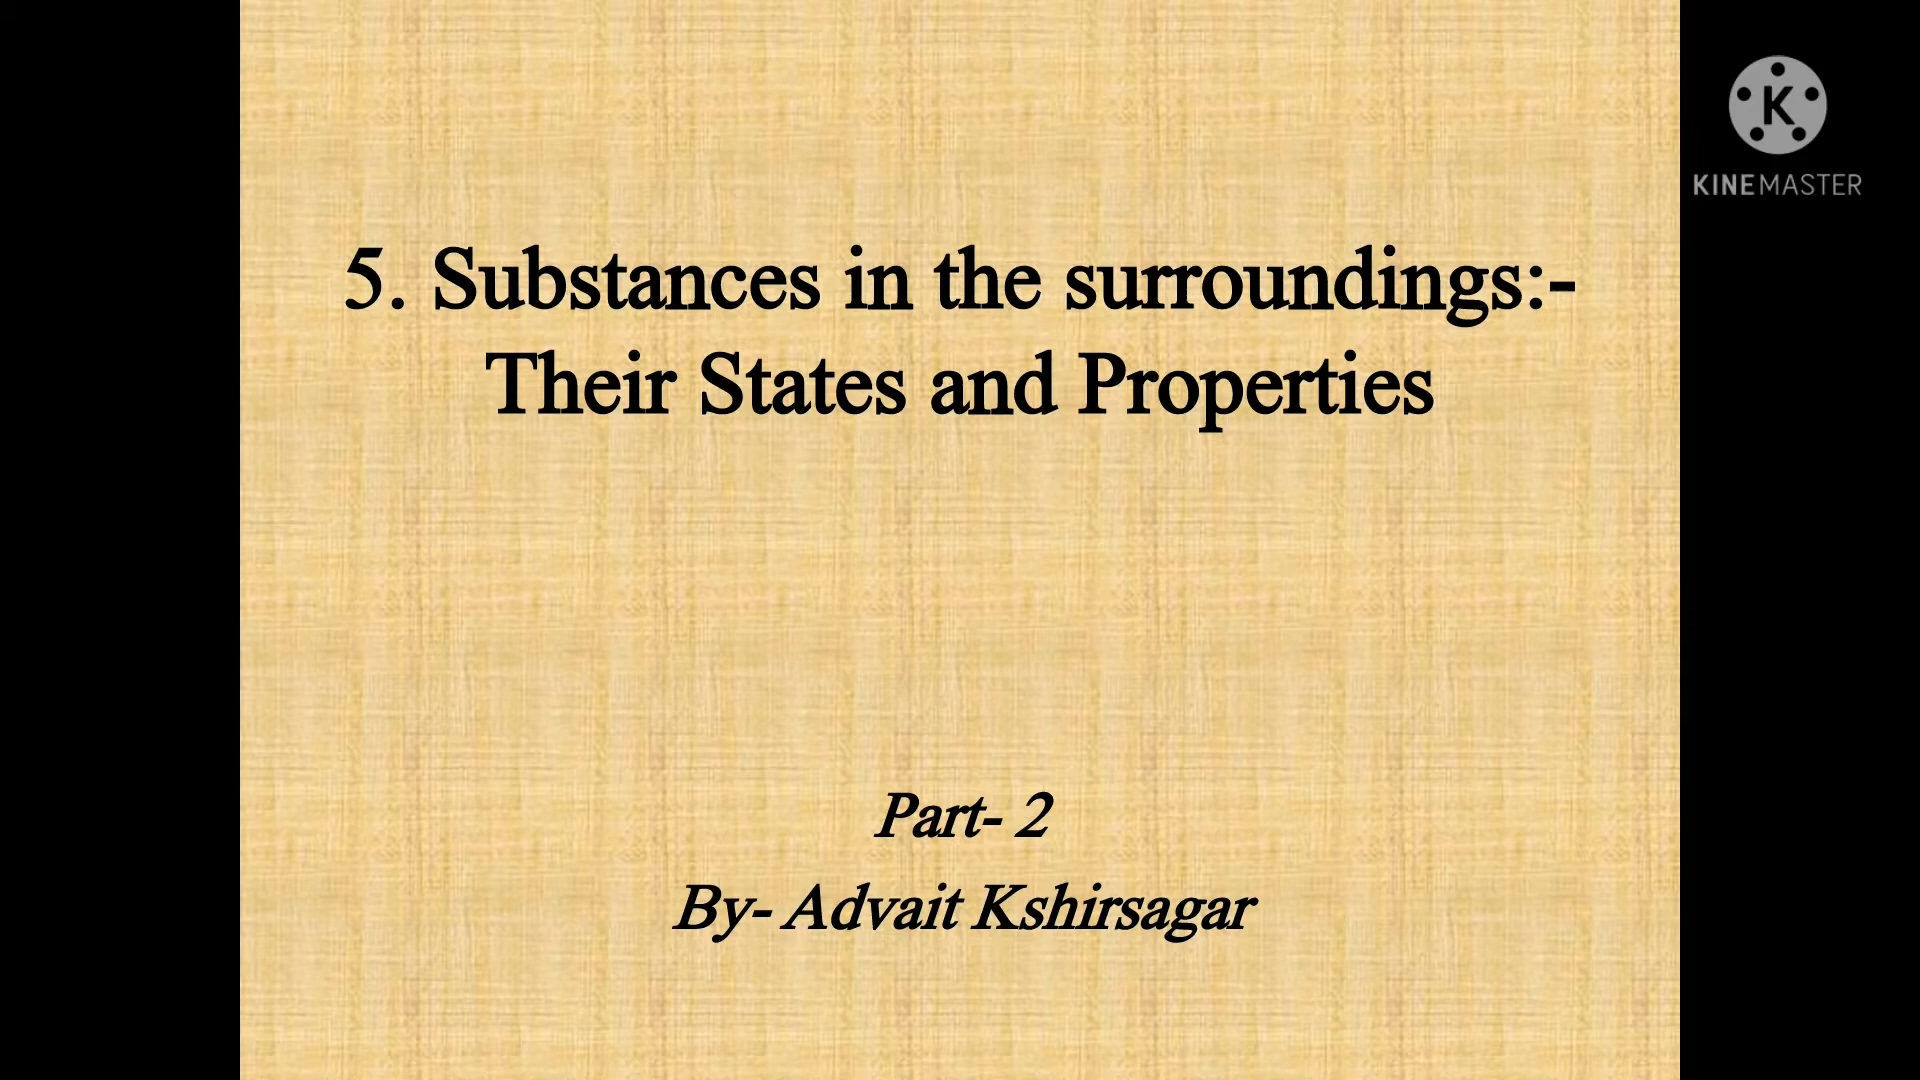 K
KINEMASTER
5. Substances in the surroundings:-
Their States and Properties
Part- 2
By- Advait Kshirsagar